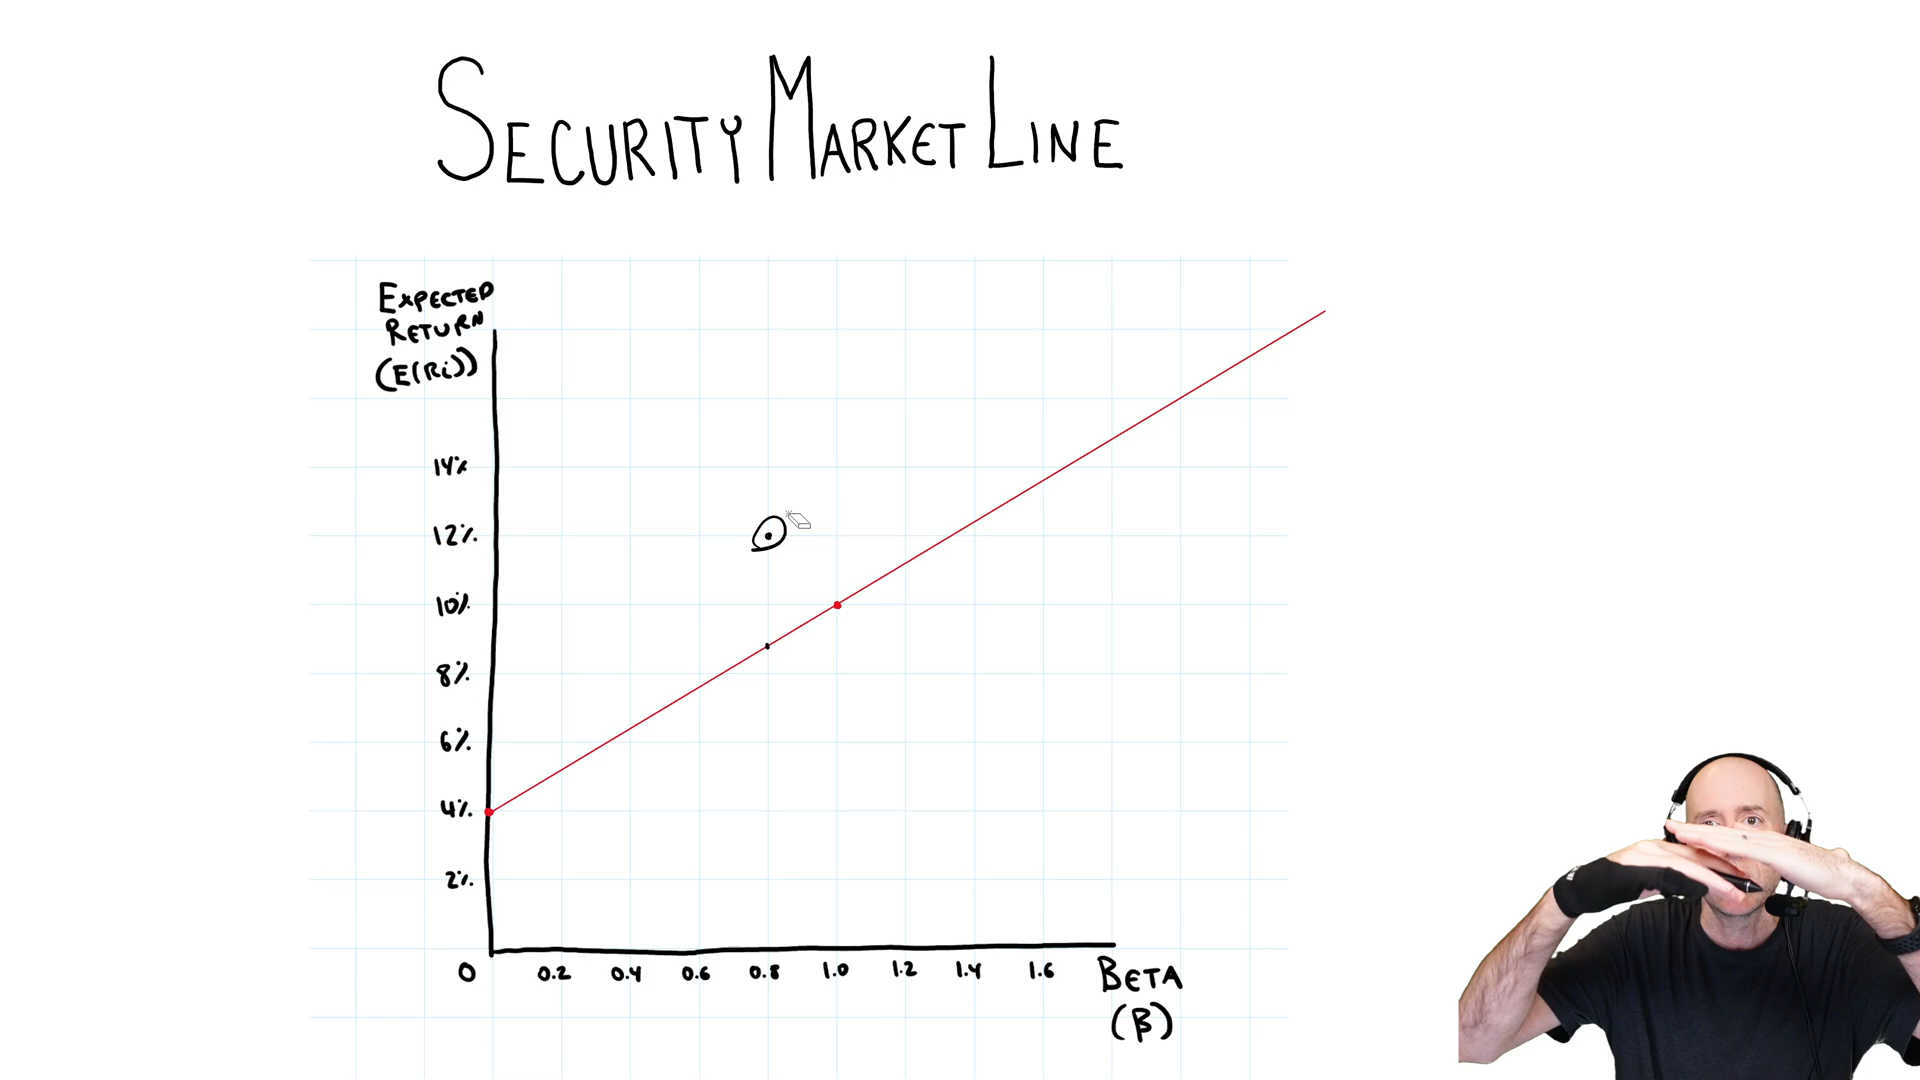 SECURITY MARKET LINE
EXPECTED
RETURN
(E(Ri))
14%
12%
10%
8%
6%
4%
2%
0 0.2 0.4 0.6 0.8 1.0 1.2 1.4 1.6 BETA
(β)